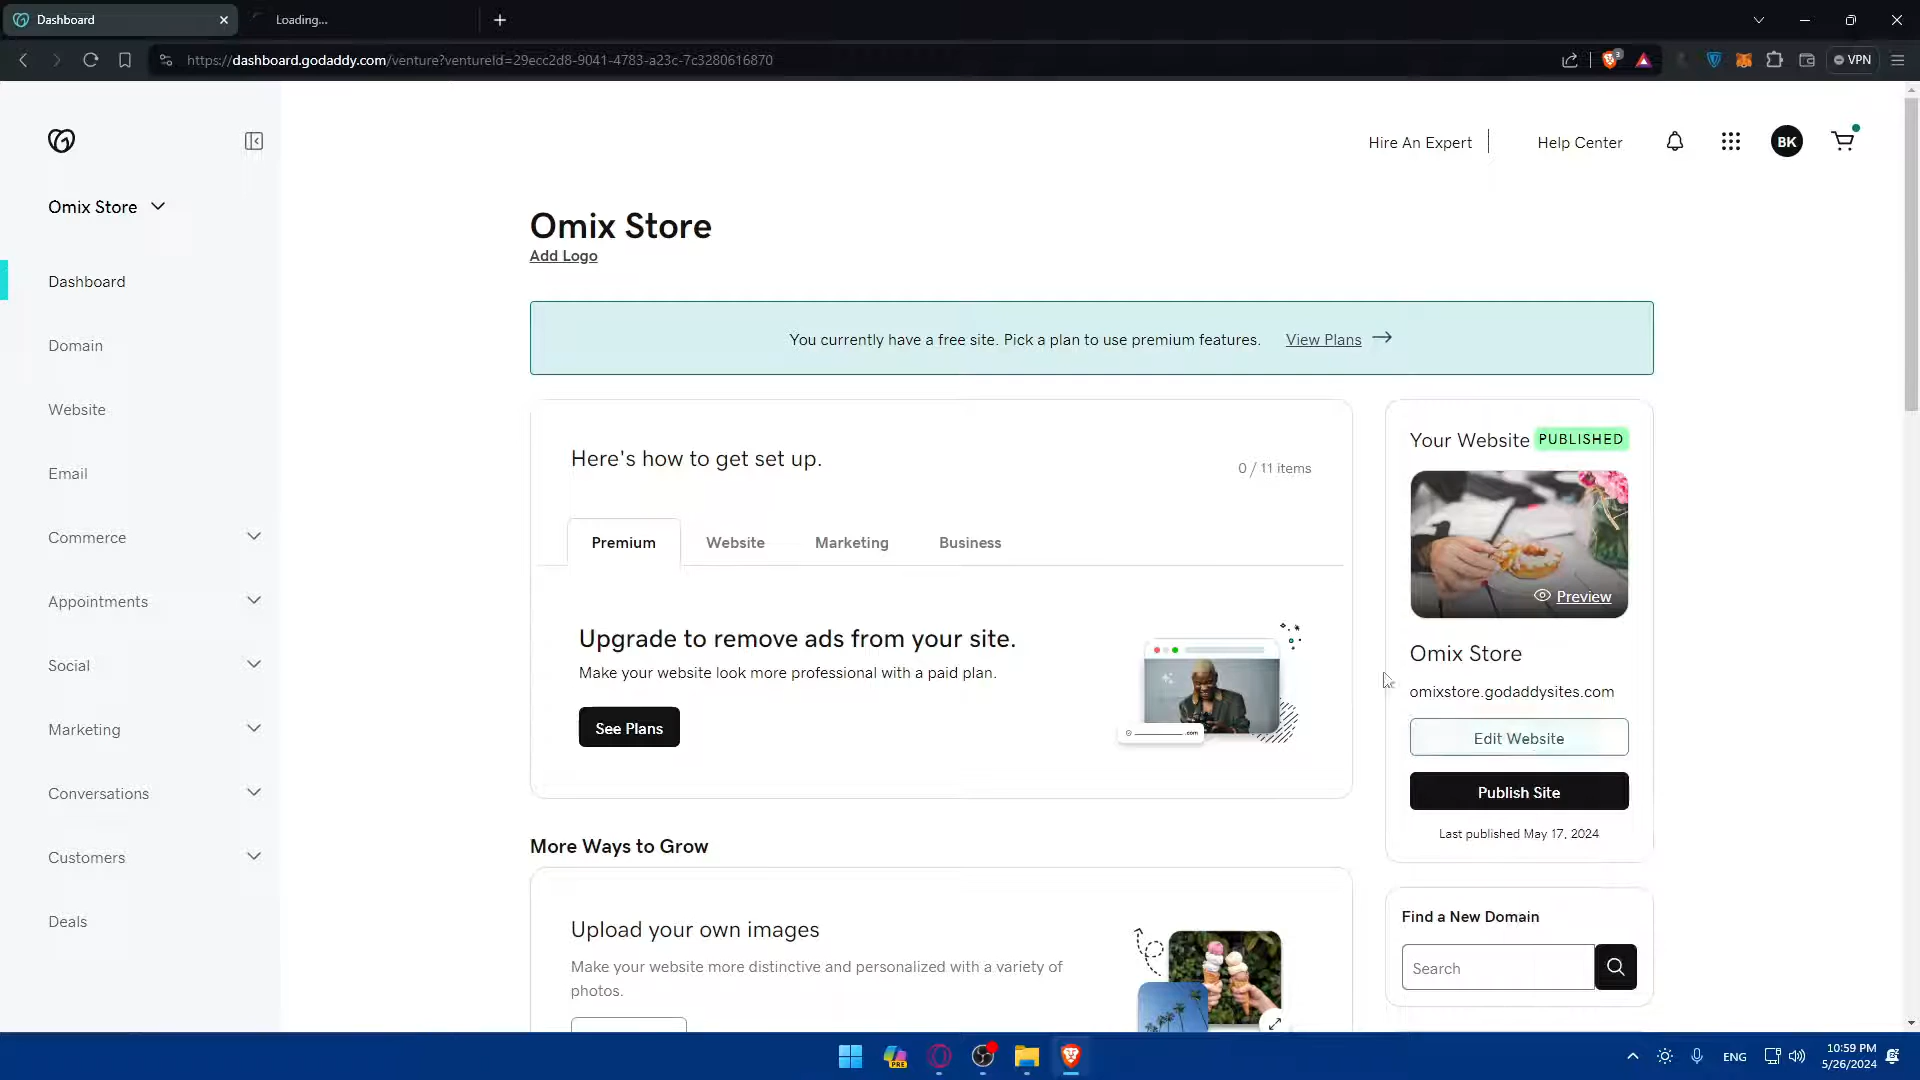 Dashboard
Loading...
https://dashboard.godaddy.com/venture?ventureId=29ecc2d8-9041-4783-a23c-7c3280616870
3
VPN
Hire An Expert
Help Center
BK
Omix Store
Dashboard
Domain
Website
Email
Commerce
Appointments
Social
Marketing
Conversations
Customers
Deals
Omix Store
Add Logo
You currently have a free site. Pick a plan to use premium features. View Plans
Here's how to get set up.
0 / 11 items
Premium
Website
Marketing
Business
Upgrade to remove ads from your site.
Make your website look more professional with a paid plan.
See Plans
.com
More Ways to Grow
Upload your own images
Make your website more distinctive and personalized with a variety of
photos.
Your Website PUBLISHED
Preview
Omix Store
omixstore.godaddysites.com
Edit Website
Publish Site
Last published May 17, 2024
Find a New Domain
Search
PRE
ENG
10:59 PM
5/26/2024